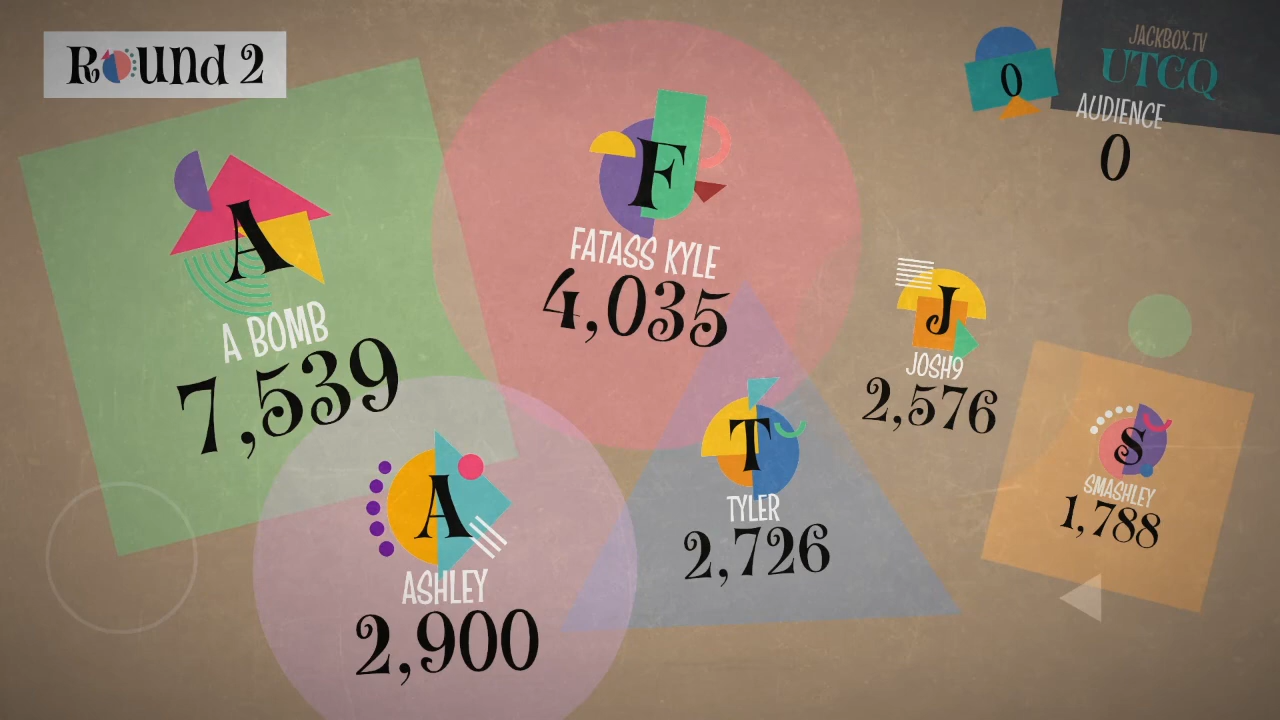 Round 2
JACKBOX.TV
UTCQ
0
AUDIENCE
0
A
A BOMB
7,539
F
FATASS KYLE
4,035
J
JOSH9
2,576
T
TYLER
2,726
S
SMASHLEY
1,788
A
ASHLEY
2,900